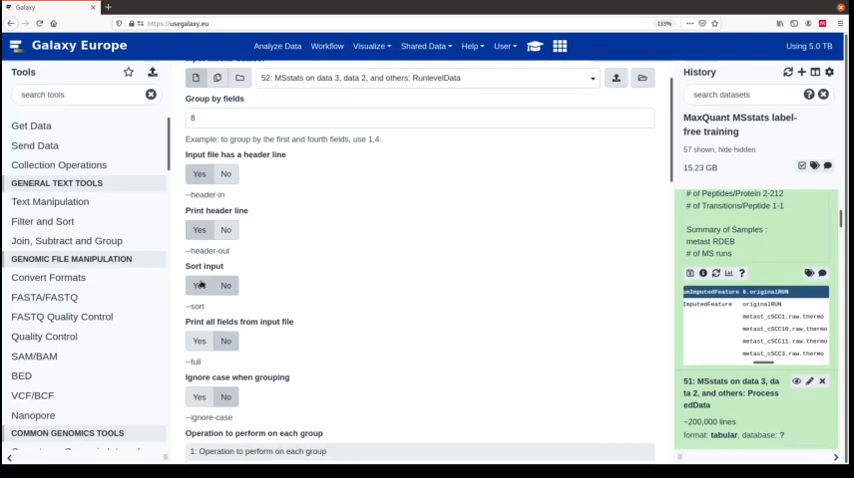 Galaxy
https://usegalaxy.eu
133%
Galaxy Europe
Analyze Data
Workflow
Visualize
Shared Data
Help
User
Using 5.0 TB
Tools
search tools
Get Data
Send Data
Collection Operations
GENERAL TEXT TOOLS
Text Manipulation
Filter and Sort
Join, Subtract and Group
GENOMIC FILE MANIPULATION
Convert Formats
FASTA/FASTQ
FASTQ Quality Control
Quality Control
SAM/BAM
BED
VCF/BCF
Nanopore
COMMON GENOMICS TOOLS
52: MSstats on data 3, data 2, and others: RunlevelData
Group by fields
8
Example: to group by the first and fourth fields, use 1,4.
Input file has a header line
Yes No
--header-in
Print header line
Yes No
--header-out
Sort input
Yes No
--sort
Print all fields from input file
Yes No
--full
Ignore case when grouping
Yes No
--ignore-case
Operation to perform on each group
1: Operation to perform on each group
History
search datasets
MaxQuant MSstats label-
free training
57 shown, hide hidden
15.23 GB
# of Peptides/Protein 2-212
# of Transitions/Peptide 1-1
Summary of Samples :
metast RDEB
# of MS runs
umImputedFeature 8.originalRUN
ImputedFeature originalRUN
metast_cSCC1.raw.thermo
metast_cSCC10.raw.thermo
metast_cSCC11.raw.thermo
metast_cSCC3.raw.thermo
51: MSstats on data 3, da
ta 2, and others: Process
edData
~200,000 lines
format: tabular, database: ?